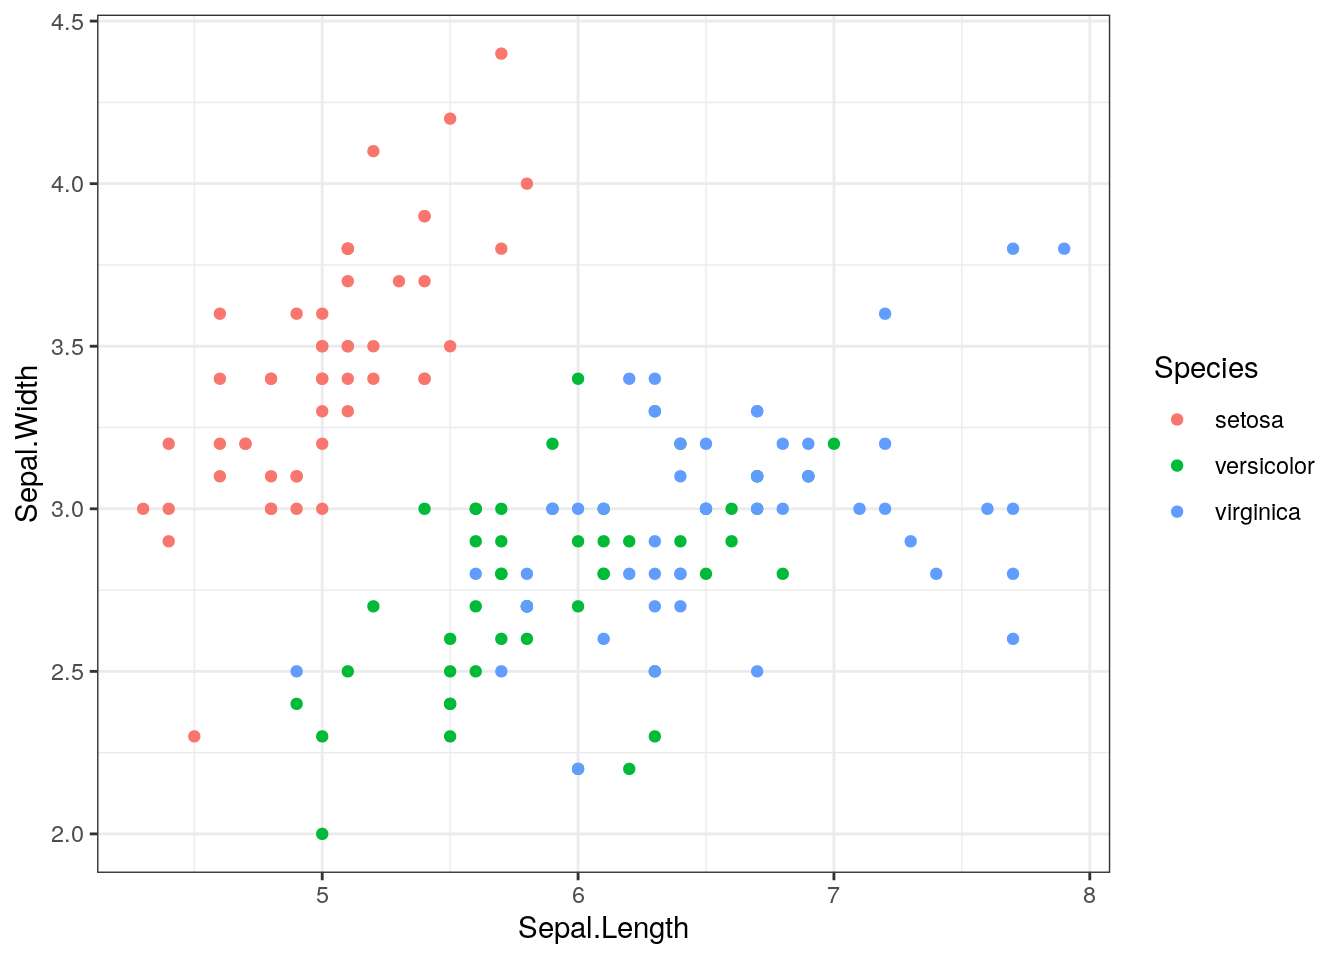 4.5
4.0
3.5
3.0
2.5
2.0
Sepal.Width
5 6 7 8
Sepal.Length
Species
setosa
versicolor
virginica